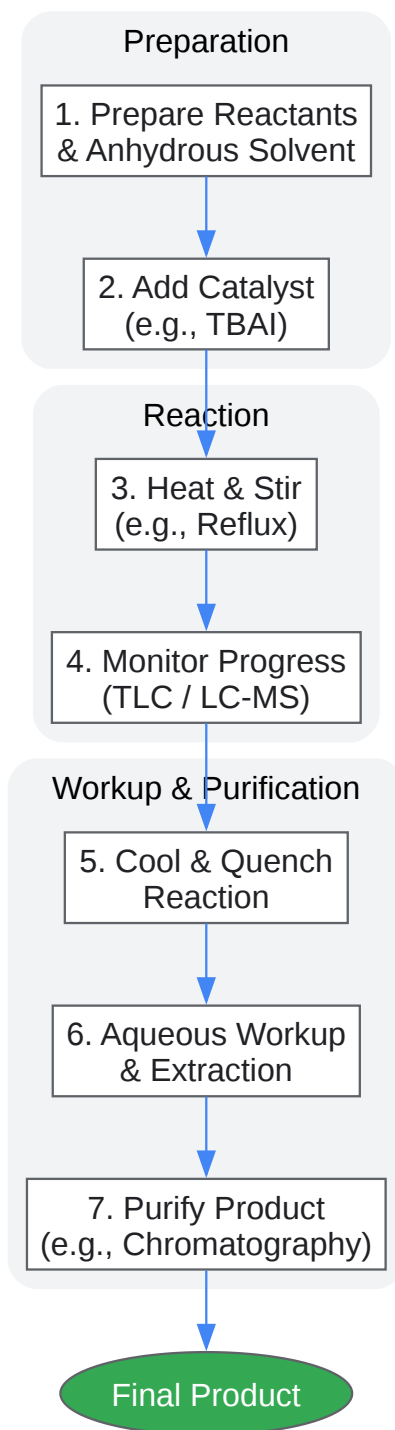 Preparation
1. Prepare Reactants
& Anhydrous Solvent
2. Add Catalyst
(e.g., TBAI)
Reaction
3. Heat & Stir
(e.g., Reflux)
4. Monitor Progress
(TLC / LC-MS)
Workup & Purification
5. Cool & Quench
Reaction
6. Aqueous Workup
& Extraction
7. Purify Product
(e.g., Chromatography)
Final Product